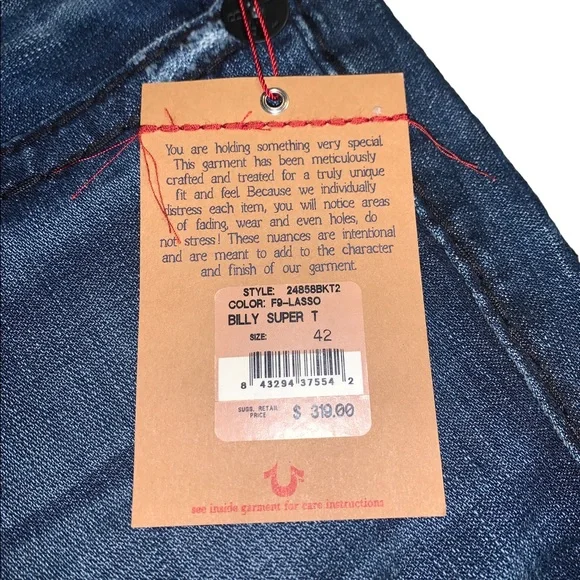 You are holding something very special.
This garment has been meticulously
crafted and treated for a truly unique
fit and feel. Because we individually
distress each item, you will notice areas
of fading, wear and even holes, do
not stress! These nuances are intentional
and are meant to add to the character
and finish of our garment.
STYLE: 24858BKT2
COLOR: F9-LASSO
BILLY SUPER T
SIZE: 42
8 43294 37554 2
SUGG. RETAIL
PRICE $ 319.00
see inside garment for care instructions